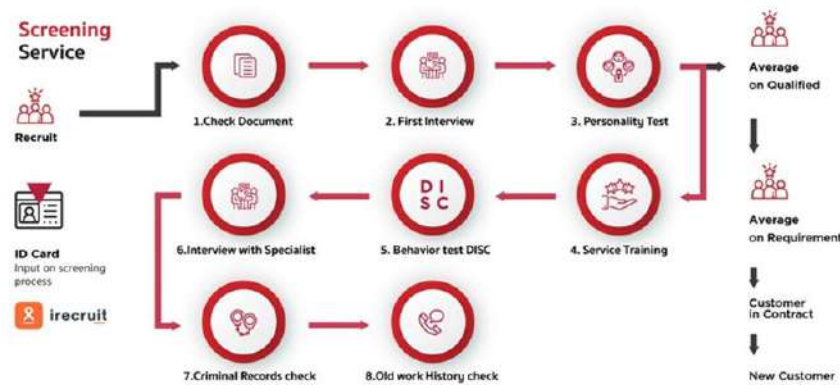 Screening
Service
Recruit
1.Check Document
2. First Interview
3. Personality Test
Average
on Qualified
ID Card
Input on screening
process
irecruit
6.Interview with Specialist
DI
SC
5. Behavior test DISC
4. Service Training
Average
on Requirement
7.Criminal Records check
8.Old work History check
Customer
in Contract
New Customer